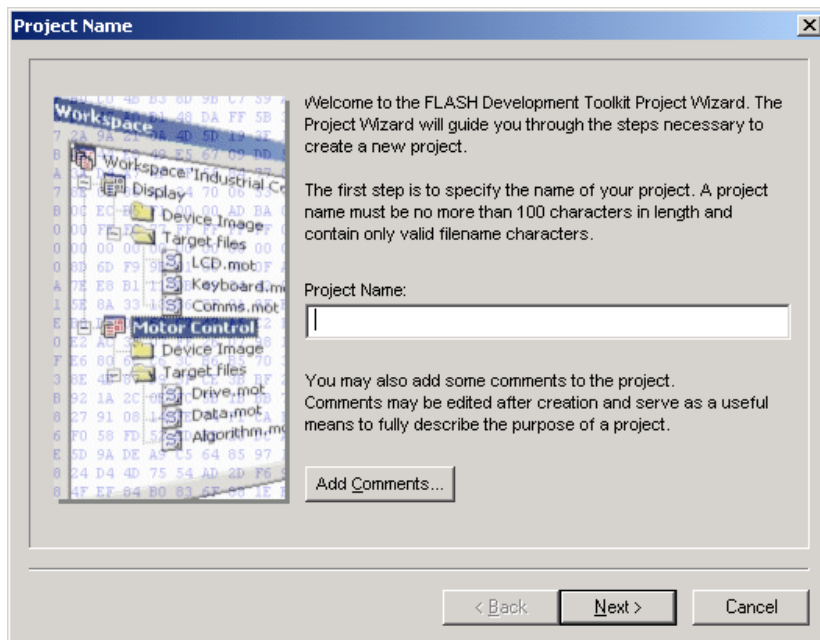 Project Name
Welcome to the FLASH Development Toolkit Project Wizard. The
Project Wizard will guide you through the steps necessary to
create a new project.
The first step is to specify the name of your project. A project
name must be no more than 100 characters in length and
contain only valid filename characters.
Project Name:
You may also add some comments to the project.
Comments may be edited after creation and serve as a useful
means to fully describe the purpose of a project.
Add Comments...
< Back
Next >
Cancel
Workspace
Workspace 'Industrial Co
Display
Device Image
Target files
LCD.mot
Keyboard.m
Comms.mot
Motor Control
Device Image
Target files
Drive.mot
Data.mot
Algorithm.m